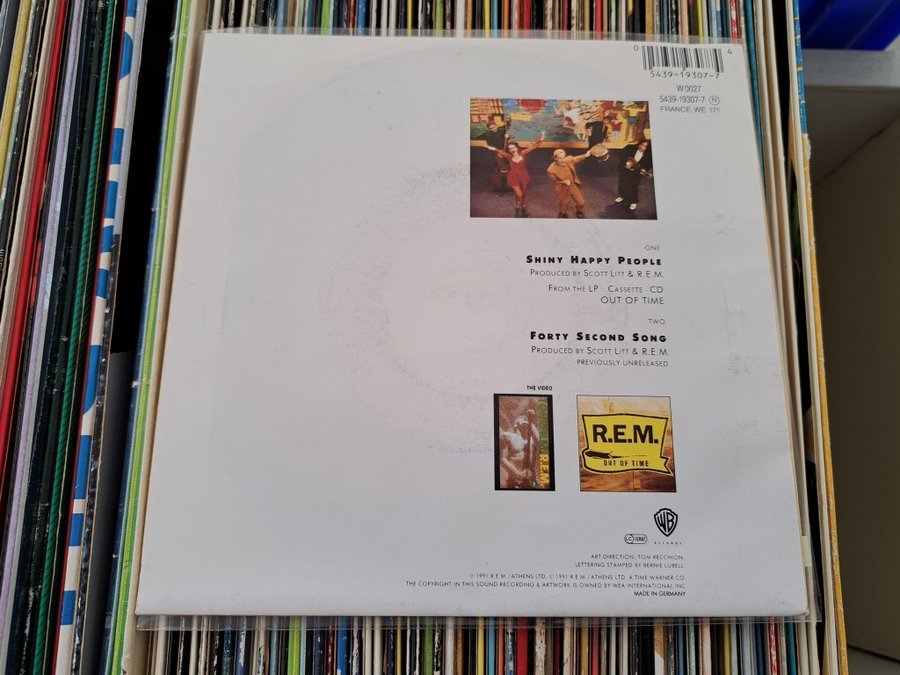 0 4
5439-19307-7
W 0027
5439-19307-7 N
FRANCE WE 171
ONE
SHINY HAPPY PEOPLE
PRODUCED BY SCOTT LITT & R.E.M.
FROM THE LP · CASSETTE · CD
OUT OF TIME
TWO
FORTY SECOND SONG
PRODUCED BY SCOTT LITT & R.E.M.
PREVIOUSLY UNRELEASED
THE VIDEO
R.E.M.
R.E.M.
OUT OF TIME
WB
RECORDS
LC
ART DIRECTION: TOM RECCHION
LETTERING STAMPED BY BERNIE LUBELL
℗ 1991 R.E.M. / ATHENS LTD. © 1991 R.E.M. / ATHENS LTD. A TIME WARNER CO.
THE COPYRIGHT IN THIS SOUND RECORDING & ARTWORK IS OWNED BY WEA INTERNATIONAL INC.
MADE IN GERMANY